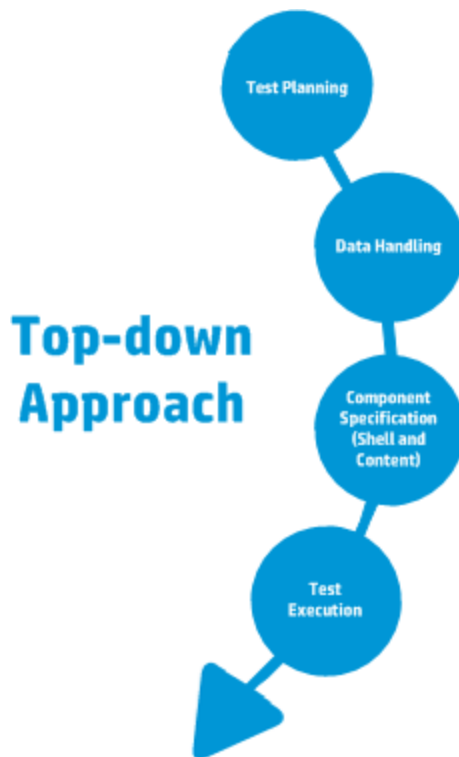 Test Planning
Data Handling
Top-down
Approach
Component
Specification
(Shell and
Content)
Test
Execution